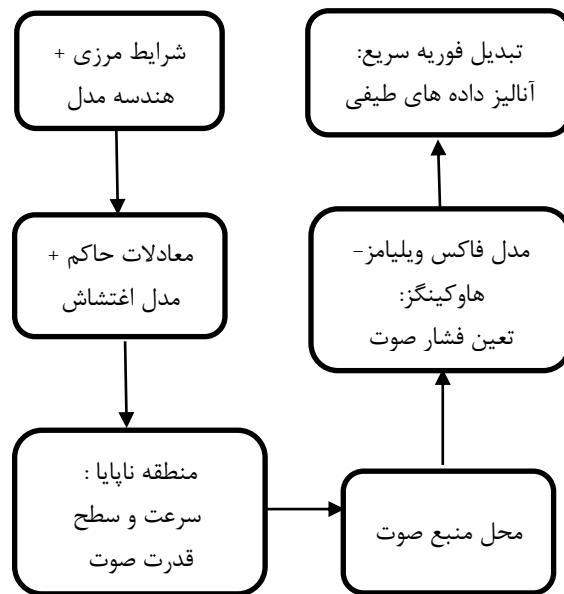 شرایط مرزی +
هندسه مدل
معادلات حاکم +
مدل اغتشاش
منطقه ناپایا :
سرعت و سطح
قدرت صوت
محل منبع صوت
مدل فاکس ویلیامز-
هاوکینگز:
تعین فشار صوت
تبدیل فوریه سریع:
آنالیز داده های طیفی